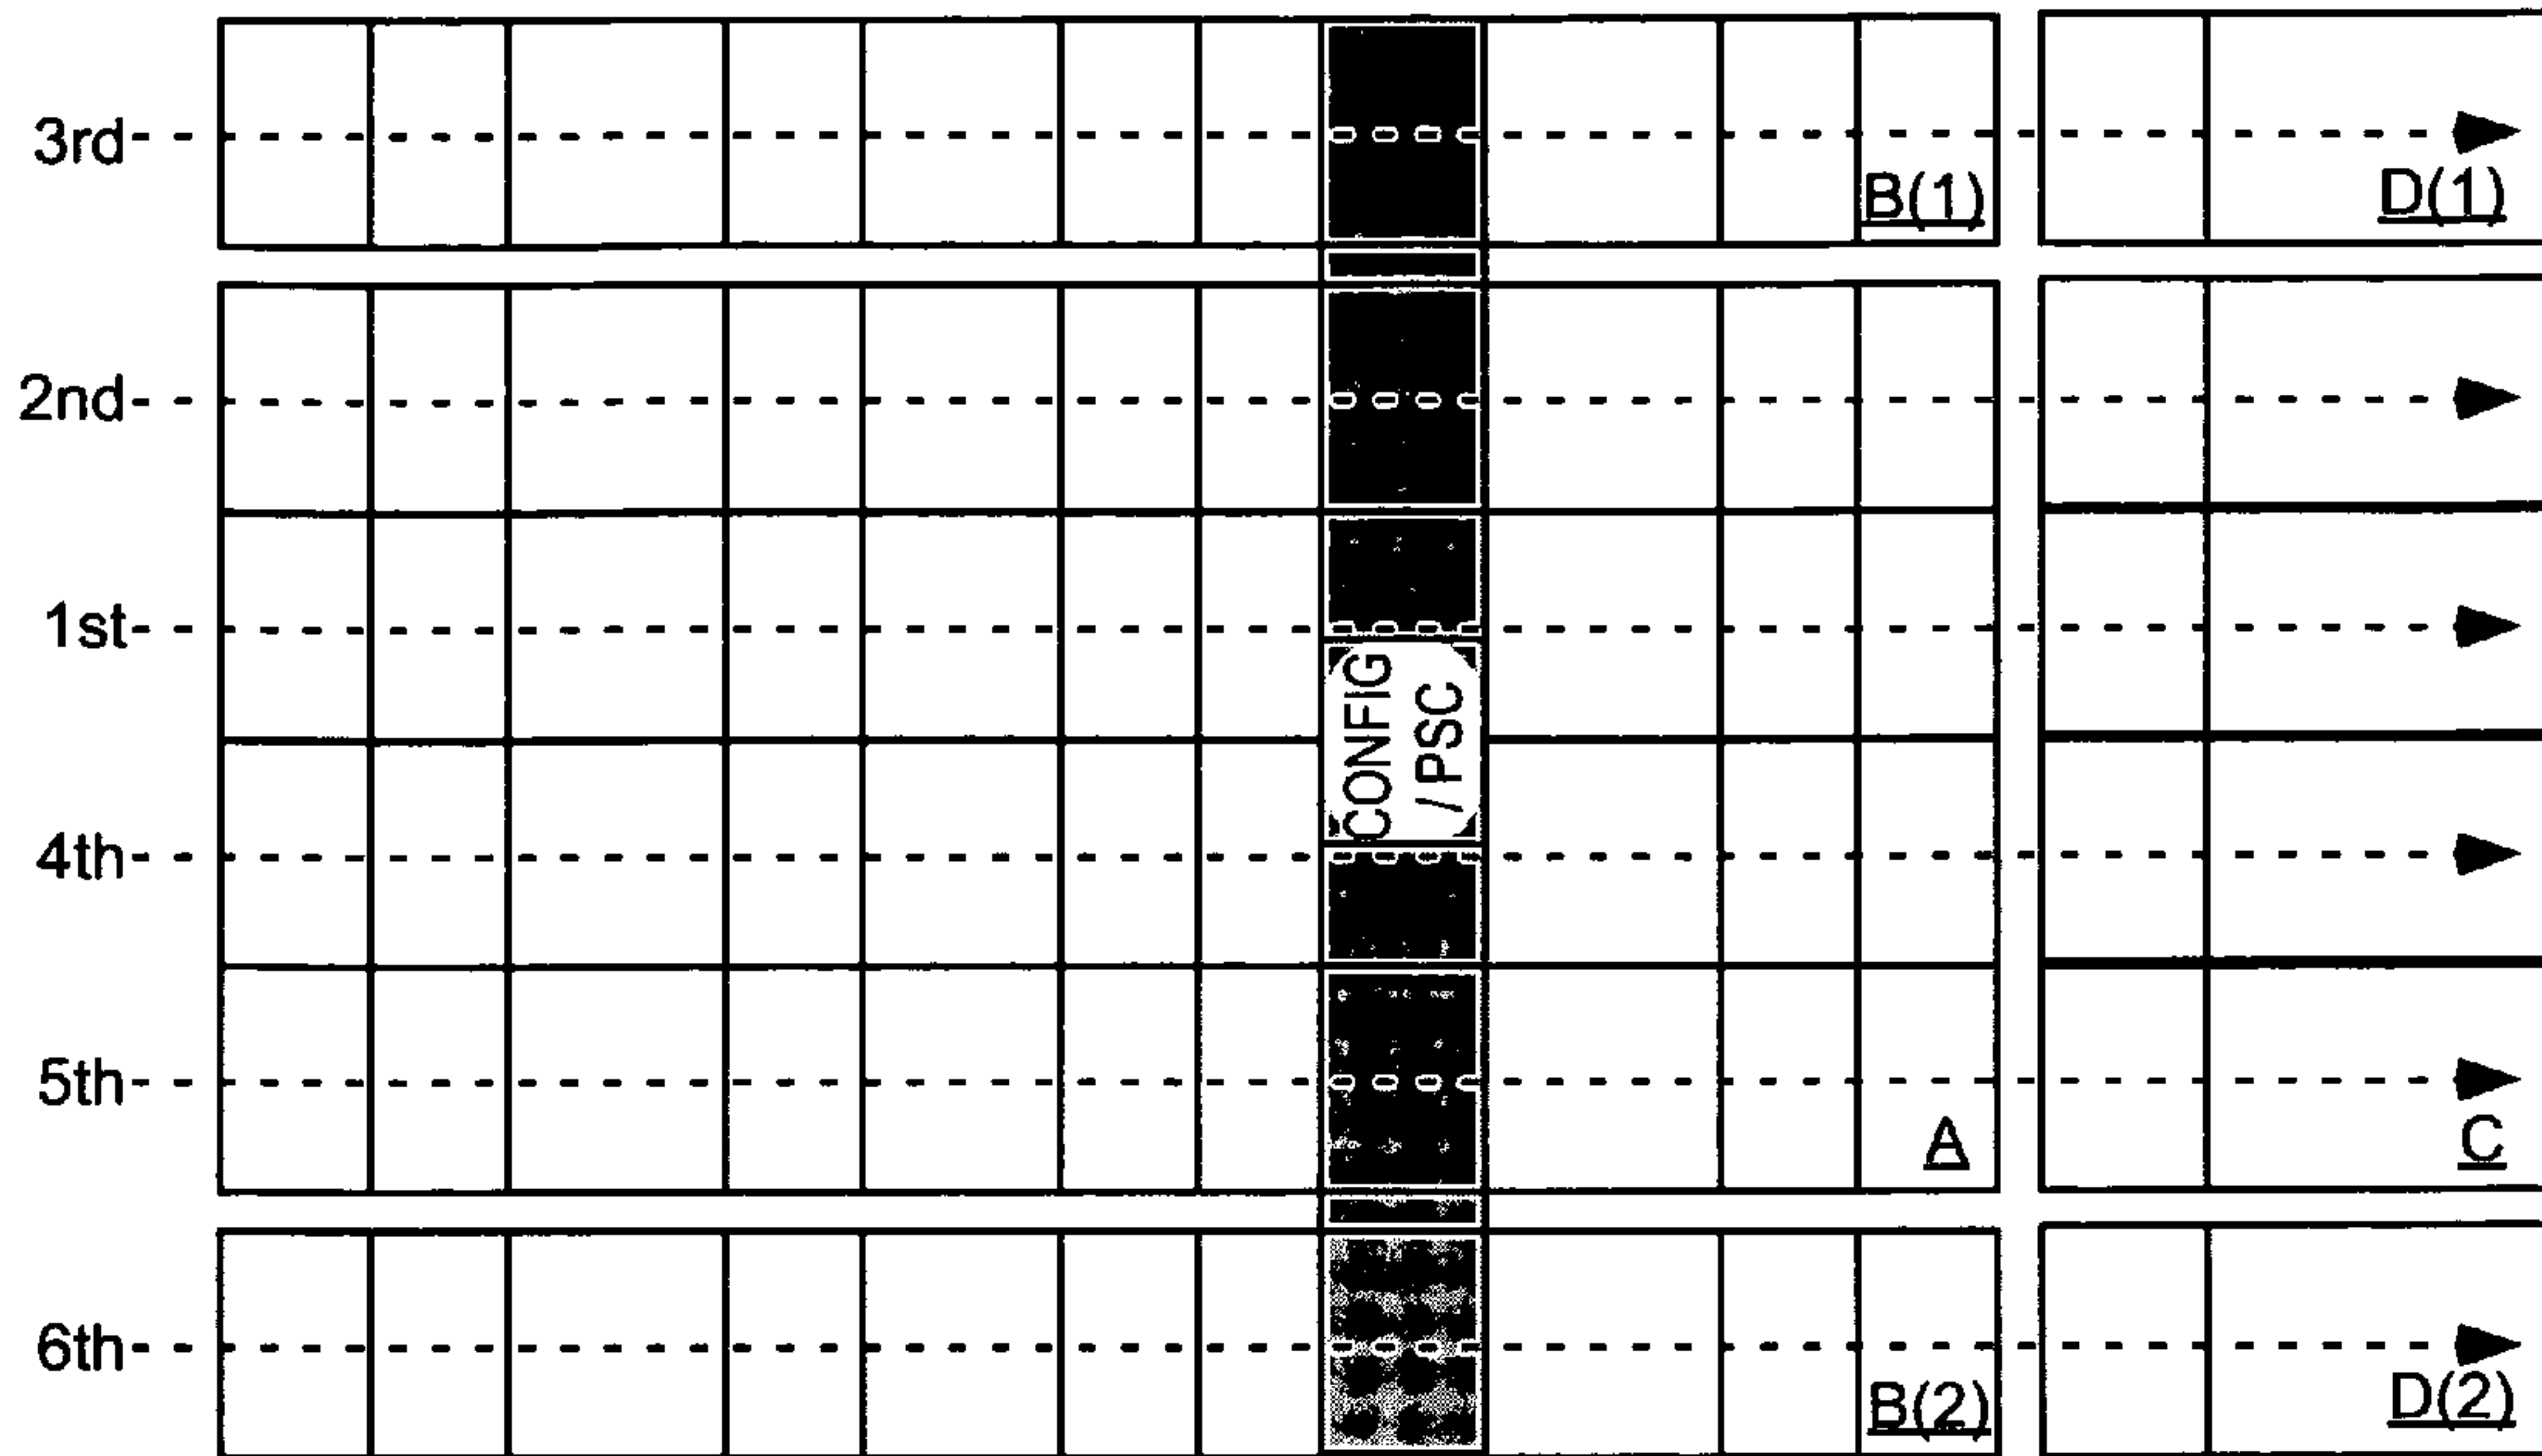 3rd
B(1)
D(1)
2nd
1st
CONFIG
/ PSC
4th
5th
A
C
6th
B(2)
D(2)